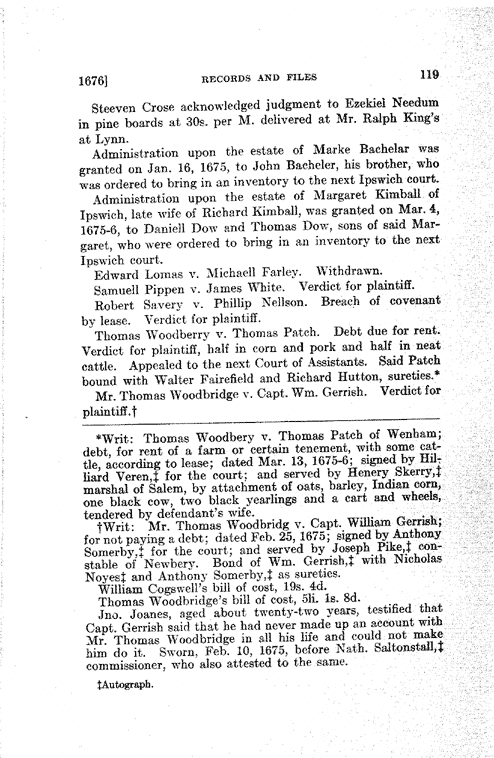 1676]    RECORDS AND FILES    119
Steeven Crose acknowledged judgment to Ezekiel Needum
in pine boards at 30s. per M. delivered at Mr. Ralph King's
at Lynn.
Administration upon the estate of Marke Bachelar was
granted on Jan. 16, 1675, to John Bacheler, his brother, who
was ordered to bring in an inventory to the next Ipswich court.
Administration upon the estate of Margaret Kimball of
Ipswich, late wife of Richard Kimball, was granted on Mar. 4,
1675-6, to Daniell Dow and Thomas Dow, sons of said Mar-
garet, who were ordered to bring in an inventory to the next
Ipswich court.
Edward Lomas v. Michaell Farley. Withdrawn.
Samuell Pippen v. James White. Verdict for plaintiff.
Robert Savery v. Phillip Nellson. Breach of covenant
by lease. Verdict for plaintiff.
Thomas Woodberry v. Thomas Patch. Debt due for rent.
Verdict for plaintiff, half in corn and pork and half in neat
cattle. Appealed to the next Court of Assistants. Said Patch
bound with Walter Fairefield and Richard Hutton, sureties.*
Mr. Thomas Woodbridge v. Capt. Wm. Gerrish. Verdict for
plaintiff.†
*Writ: Thomas Woodbery v. Thomas Patch of Wenham;
debt, for rent of a farm or certain tenement, with some cat-
tle, according to lease; dated Mar. 13, 1675-6; signed by Hil-
liard Veren,‡ for the court; and served by Henery Skerry,‡
marshal of Salem, by attachment of oats, barley, Indian corn,
one black cow, two black yearlings and a cart and wheels,
tendered by defendant's wife.
†Writ: Mr. Thomas Woodbridg v. Capt. William Gerrish;
for not paying a debt; dated Feb. 25, 1675; signed by Anthony
Somerby,‡ for the court; and served by Joseph Pike,‡ con-
stable of Newbery. Bond of Wm. Gerrish,‡ with Nicholas
Noyes‡ and Anthony Somerby,‡ as sureties.
William Cogswell's bill of cost, 19s. 4d.
Thomas Woodbridge's bill of cost, 5li. 1s. 8d.
Jno. Joanes, aged about twenty-two years, testified that
Capt. Gerrish said that he had never made up an account with
Mr. Thomas Woodbridge in all his life and could not make
him do it. Sworn, Feb. 10, 1675, before Nath. Saltonstall,‡
commissioner, who also attested to the same.
‡Autograph.